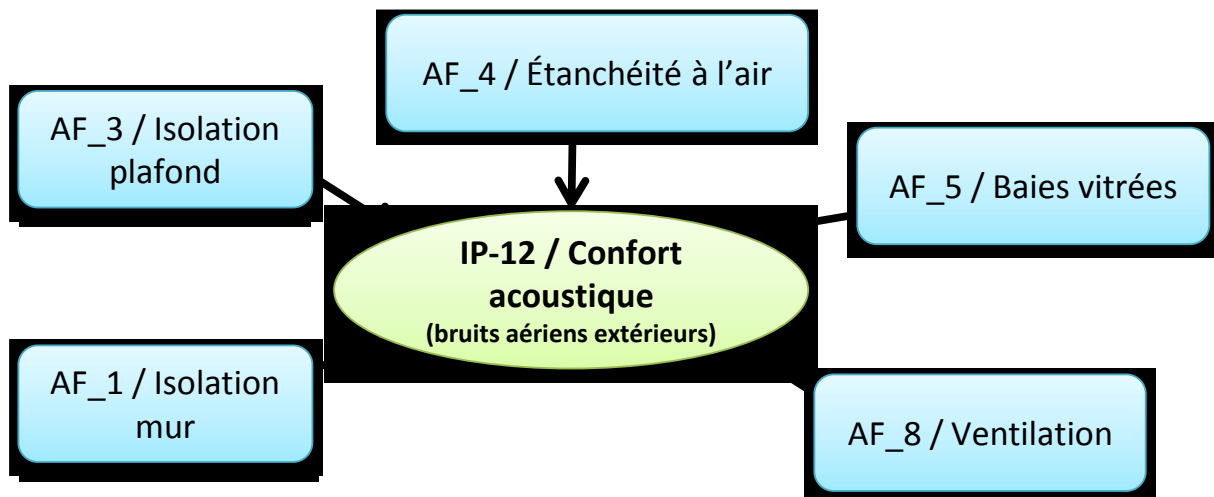 AF_4 / Étanchéité à l’air
AF_3 / Isolation
plafond
AF_5 / Baies vitrées
IP-12 / Confort
acoustique
(bruits aériens extérieurs)
AF_1 / Isolation
mur
AF_8 / Ventilation